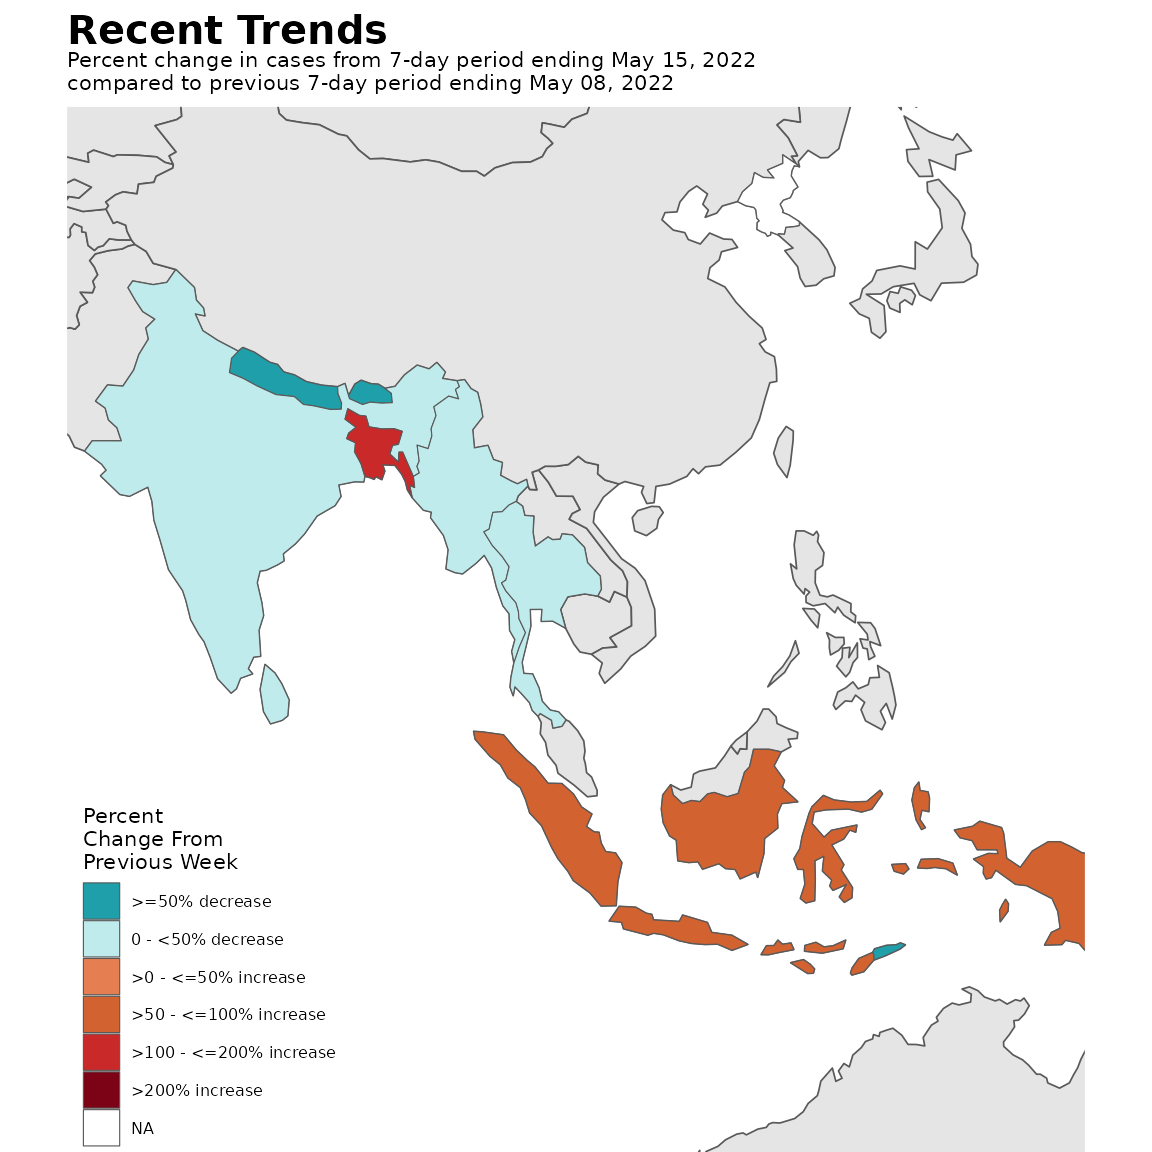 Recent Trends
Percent change in cases from 7-day period ending May 15, 2022
compared to previous 7-day period ending May 08, 2022
Percent
Change From
Previous Week
>=50% decrease
0 - <50% decrease
>0 - <=50% increase
>50 - <=100% increase
>100 - <=200% increase
>200% increase
NA